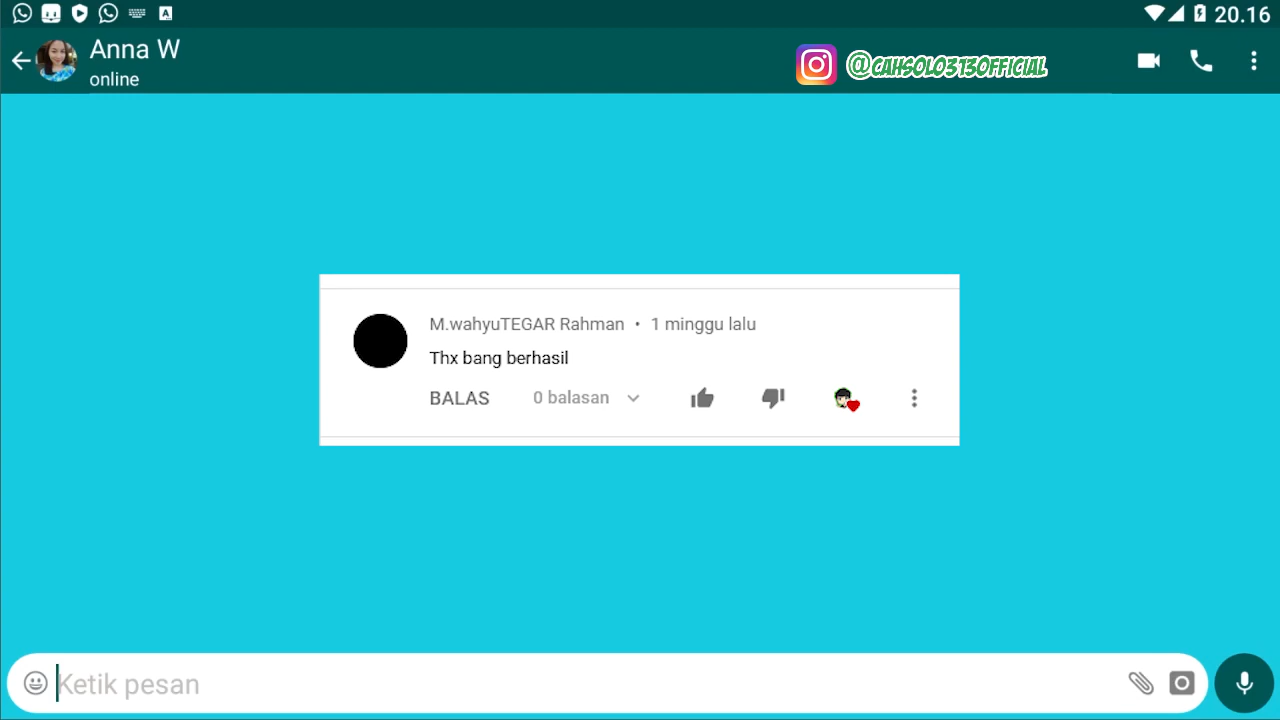 20.16
Anna W
online
@CAHSOLO313OFFICIAL
M.wahyuTEGAR Rahman • 1 minggu lalu
Thx bang berhasil
BALAS 0 balasan
Ketik pesan